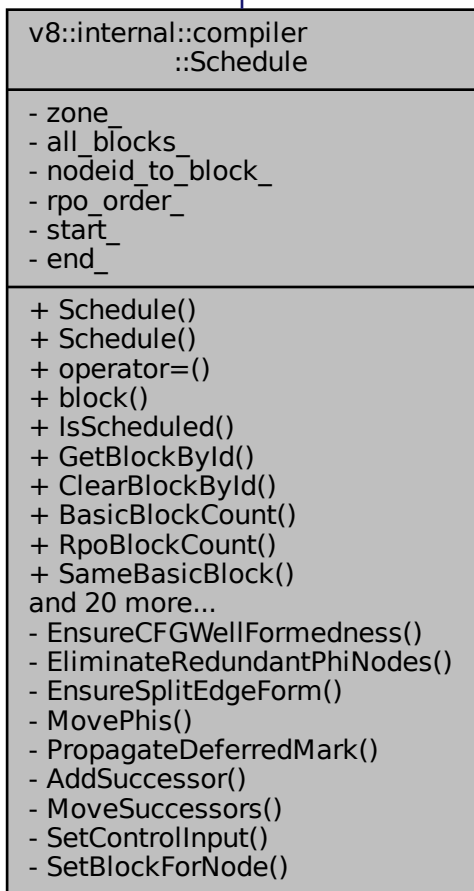 v8::internal::compiler
::Schedule
- zone_
- all_blocks_
- nodeid_to_block_
- rpo_order_
- start_
- end_
+ Schedule()
+ Schedule()
+ operator=()
+ block()
+ IsScheduled()
+ GetBlockById()
+ ClearBlockById()
+ BasicBlockCount()
+ RpoBlockCount()
+ SameBasicBlock()
and 20 more...
- EnsureCFGWellFormedness()
- EliminateRedundantPhiNodes()
- EnsureSplitEdgeForm()
- MovePhis()
- PropagateDeferredMark()
- AddSuccessor()
- MoveSuccessors()
- SetControlInput()
- SetBlockForNode()